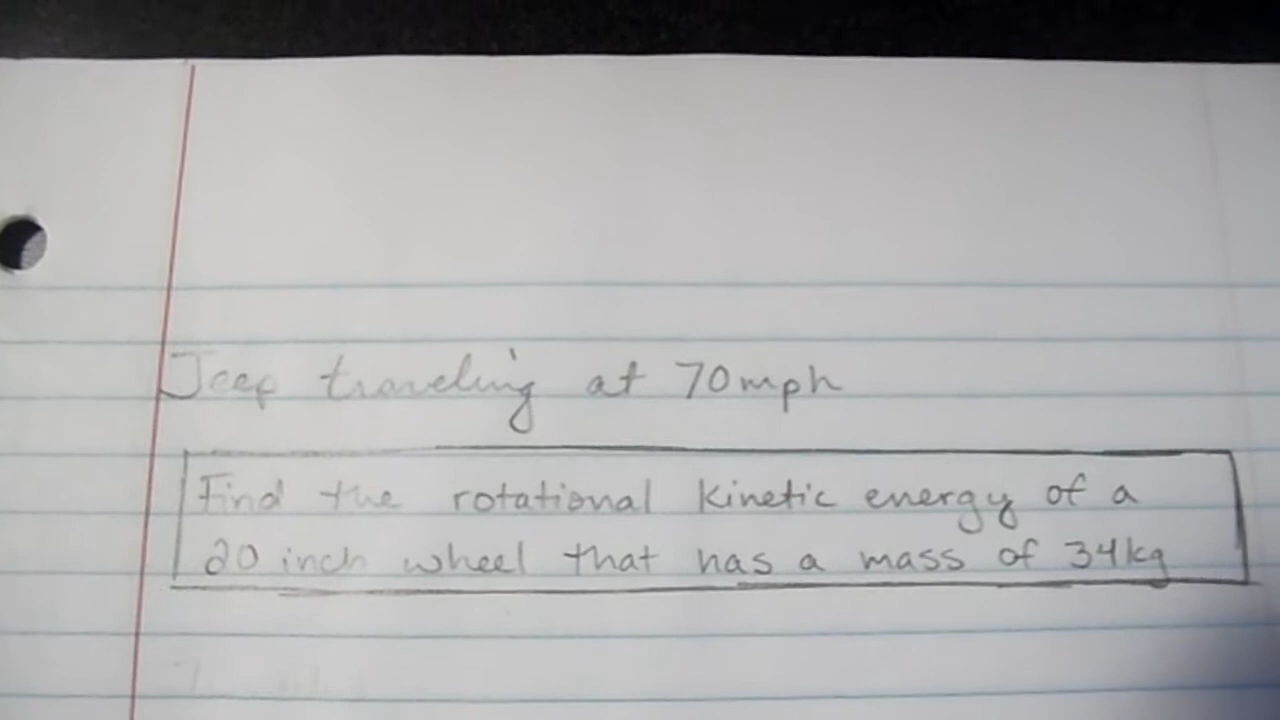 Jeep traveling at 70mph
Find the rotational kinetic energy of a
20 inch wheel that has a mass of 34kg